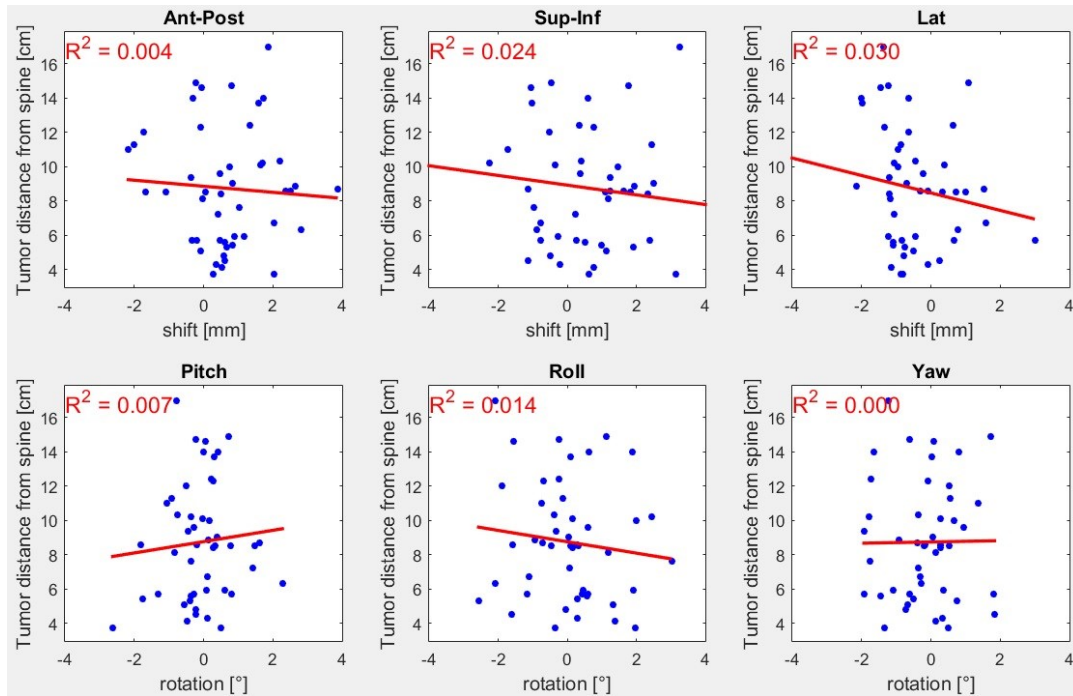 Ant-Post
R² = 0.004
Tumor distance from spine [cm]
16
14
12
10
8
6
4
-4 -2 0 2 4
shift [mm]
Sup-Inf
R² = 0.024
Tumor distance from spine [cm]
16
14
12
10
8
6
4
-4 -2 0 2 4
shift [mm]
Lat
R² = 0.030
Tumor distance from spine [cm]
16
14
12
10
8
6
4
-4 -2 0 2 4
shift [mm]
Pitch
R² = 0.007
Tumor distance from spine [cm]
16
14
12
10
8
6
4
-4 -2 0 2 4
rotation [°]
Roll
R² = 0.014
Tumor distance from spine [cm]
16
14
12
10
8
6
4
-4 -2 0 2 4
rotation [°]
Yaw
R² = 0.000
Tumor distance from spine [cm]
16
14
12
10
8
6
4
-4 -2 0 2 4
rotation [°]